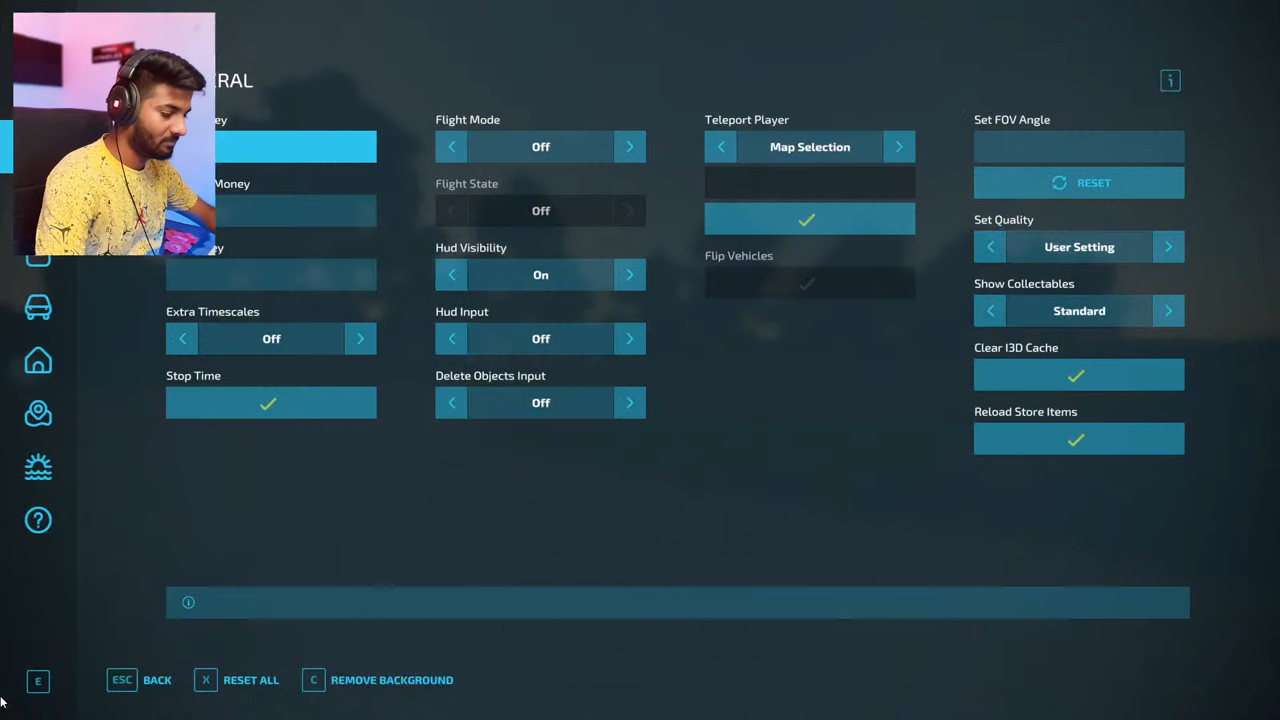 ERAL
ey
Flight Mode
Off
Teleport Player
Map Selection
Set FOV Angle
RESET
Money
Flight State
Off
Set Quality
User Setting
ey
Hud Visibility
On
Flip Vehicles
Show Collectables
Standard
Extra Timescales
Off
Hud Input
Off
Clear I3D Cache
Stop Time
Delete Objects Input
Off
Reload Store Items
E
ESC BACK
X RESET ALL
C REMOVE BACKGROUND